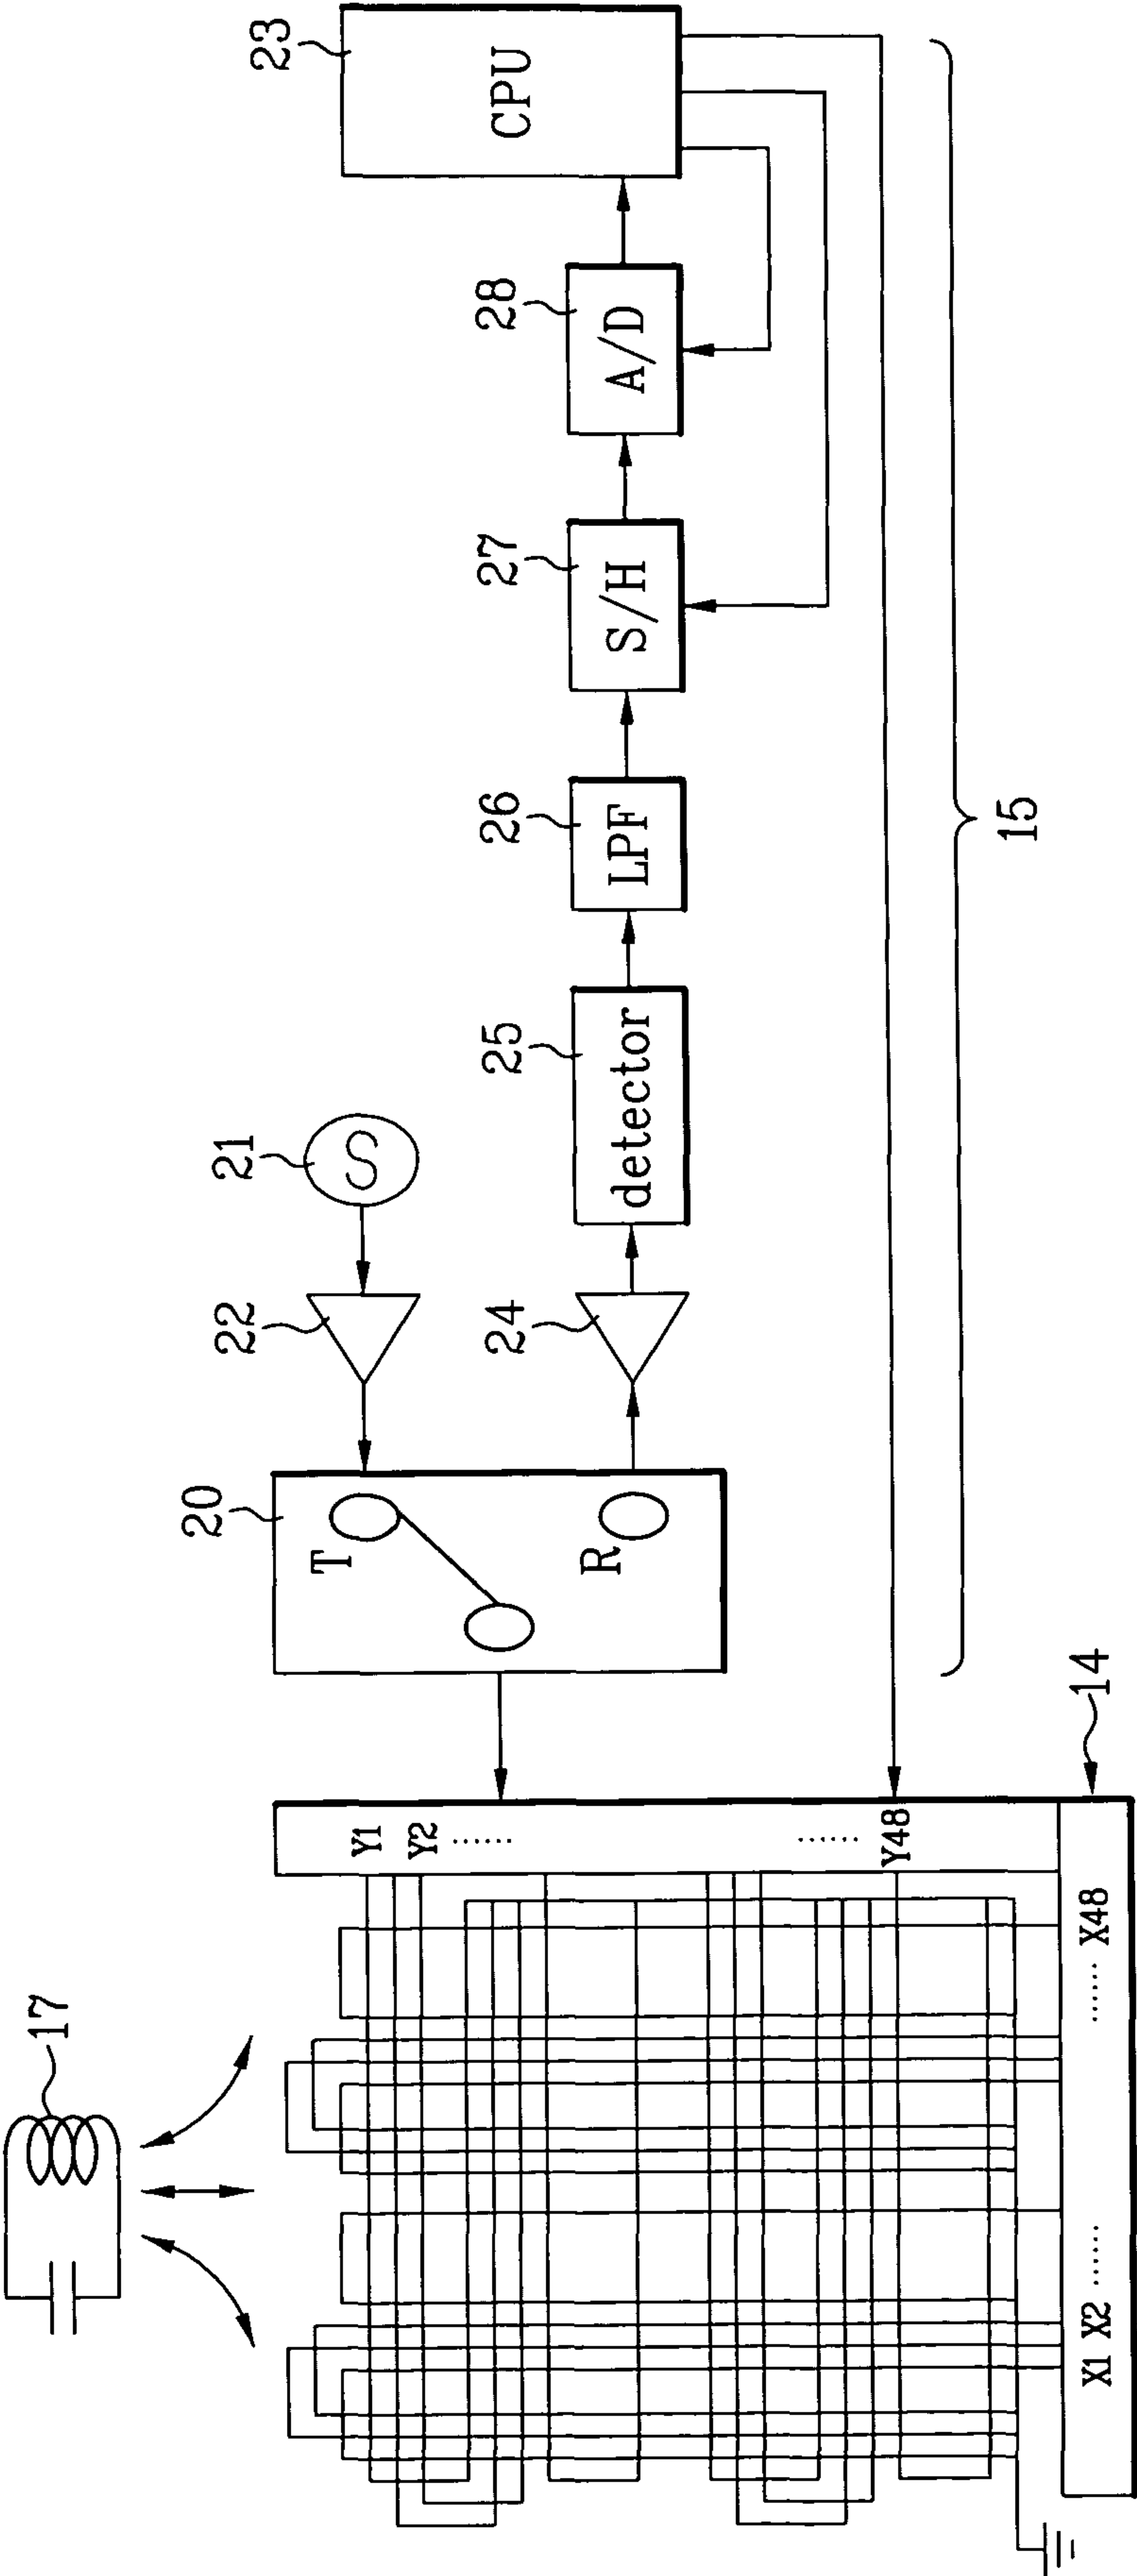 17
20
T
R
21
22
24
25
detector
26
LPF
27
S/H
28
A/D
23
CPU
S
Y1
Y2 ......
...... Y48
X1 X2 ......
...... X48
14
15